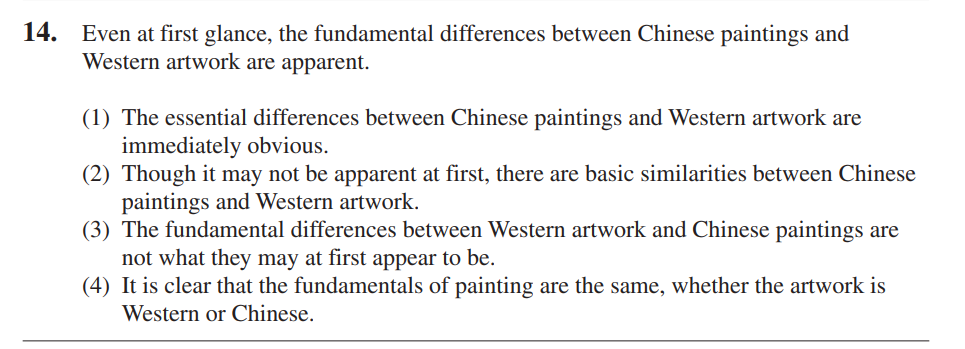 14. Even at first glance, the fundamental differences between Chinese paintings and
Western artwork are apparent.
(1) The essential differences between Chinese paintings and Western artwork are
immediately obvious.
(2) Though it may not be apparent at first, there are basic similarities between Chinese
paintings and Western artwork.
(3) The fundamental differences between Western artwork and Chinese paintings are
not what they may at first appear to be.
(4) It is clear that the fundamentals of painting are the same, whether the artwork is
Western or Chinese.